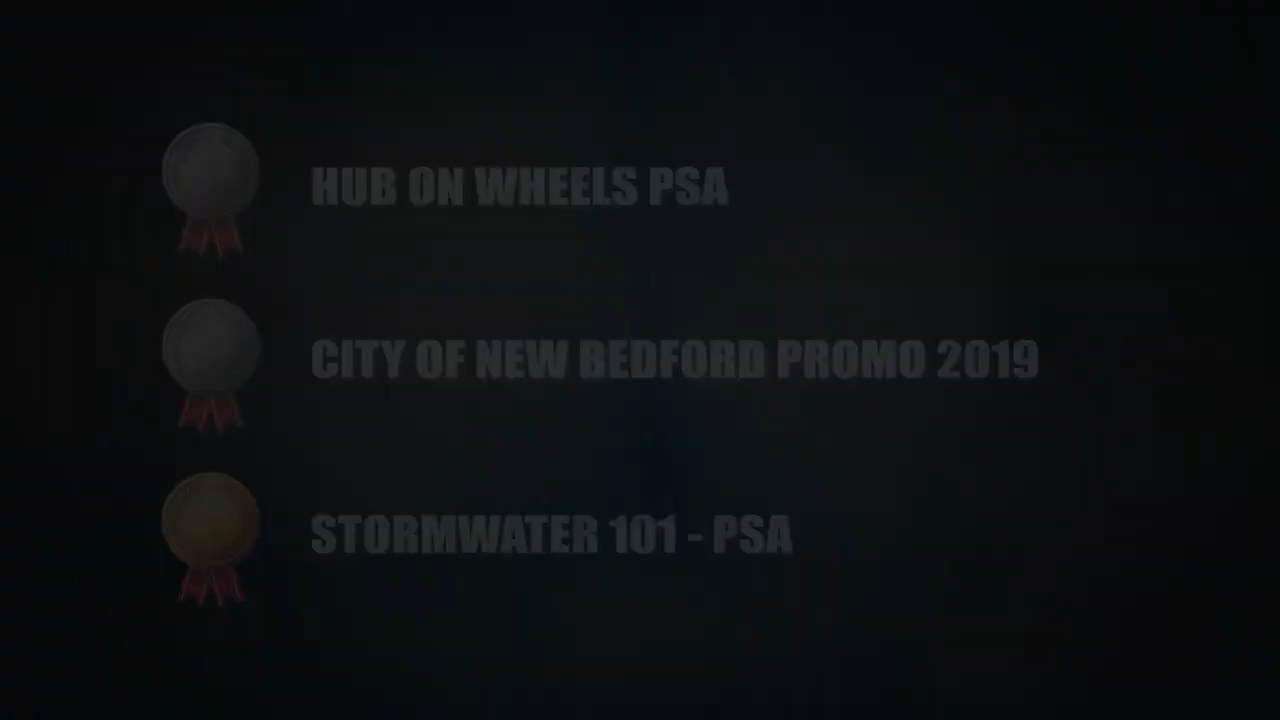 HUB ON WHEELS PSA
CITY OF NEW BEDFORD PROMO 2019
STORMWATER 101 - PSA